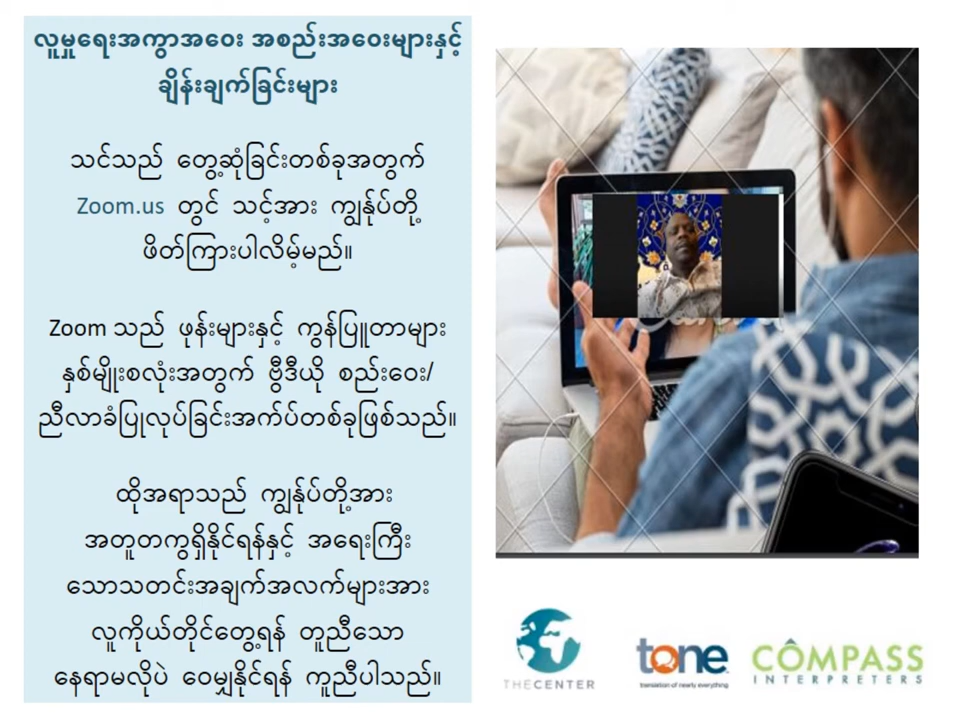 လူမှုရေးအကွာအဝေး အစည်းအဝေးများနှင့်
ချိန်းချက်ခြင်းများ
သင်သည် တွေ့ဆုံခြင်းတစ်ခုအတွက်
Zoom.us တွင် သင့်အား ကျွန်ုပ်တို့
ဖိတ်ကြားပါလိမ့်မည်။
Zoom သည် ဖုန်းများနှင့် ကွန်ပြူတာများ
နှစ်မျိုးစလုံးအတွက် ဗွီဒီယို စည်းဝေး/
ညီလာခံပြုလုပ်ခြင်းအက်ပ်တစ်ခုဖြစ်သည်။
ထိုအရာသည် ကျွန်ုပ်တို့အား
အတူတကွရှိနိုင်ရန်နှင့် အရေးကြီး
သောသတင်းအချက်အလက်များအား
လူကိုယ်တိုင်တွေ့ရန် တူညီသော
နေရာမလိုပဲ ဝေမျှနိုင်ရန် ကူညီပါသည်။
THECENTER
tone
translation of nearly everything
CÔMPASS
INTERPRETERS